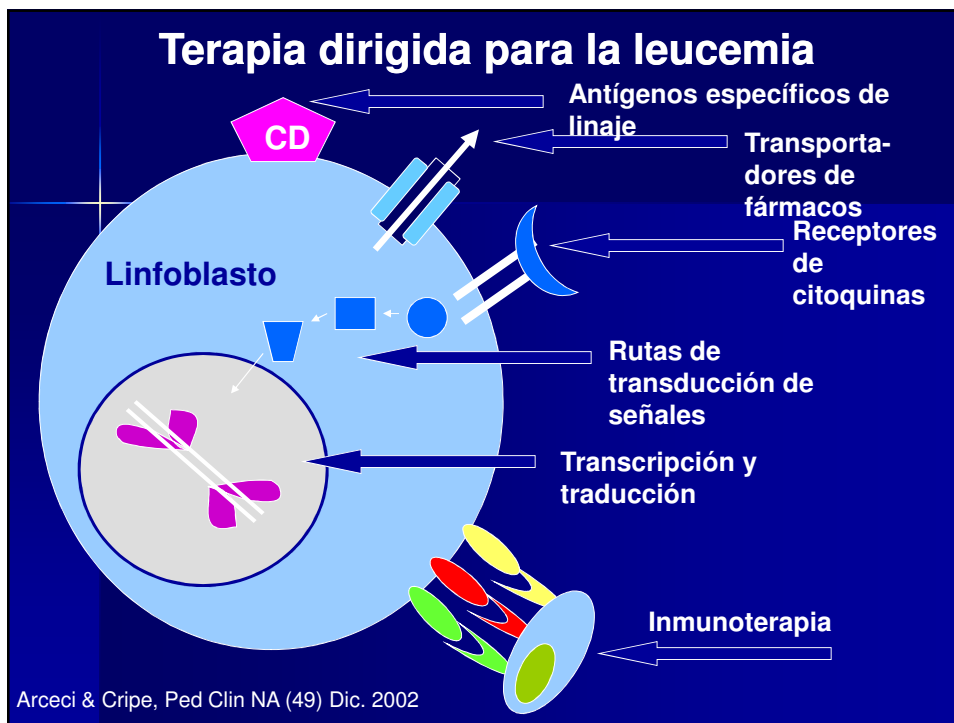 Terapia dirigida para la leucemia
Antígenos específicos de
linaje
CD
Transporta-
dores de
fármacos
Receptores
de
citoquinas
Linfoblasto
Rutas de
transducción de
señales
Transcripción y
traducción
Inmunoterapia
Arceci & Cripe, Ped Clin NA (49) Dic. 2002